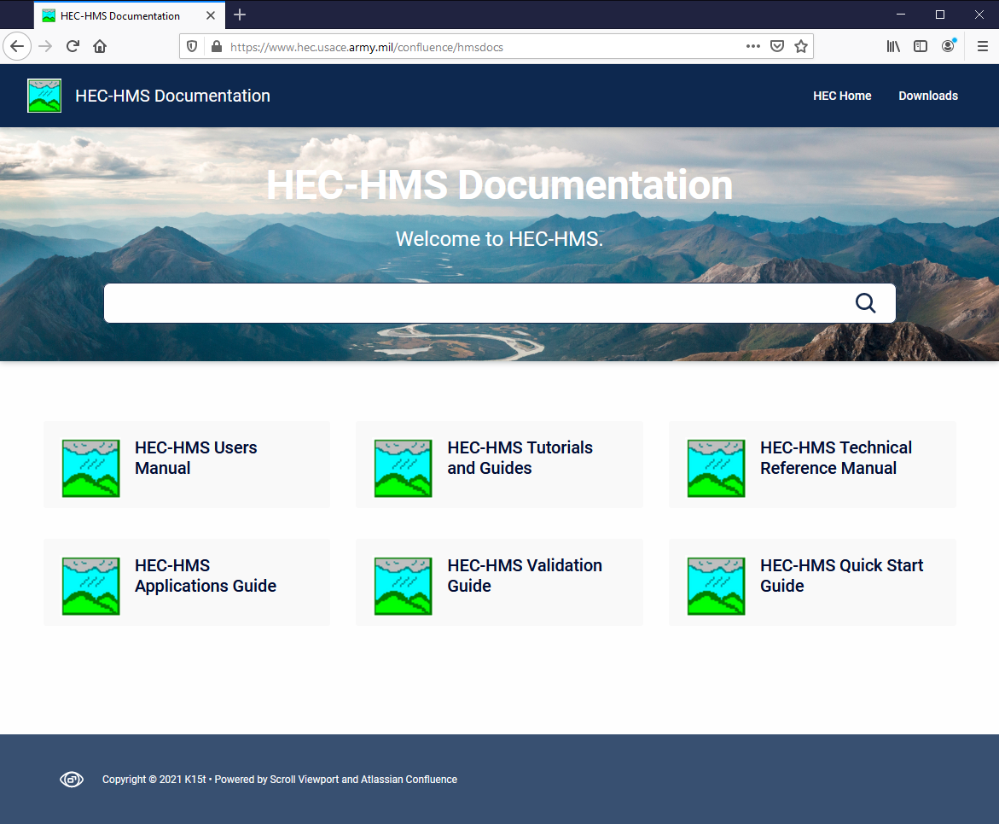 HEC-HMS Documentation
https://www.hec.usace.army.mil/confluence/hmsdocs
HEC-HMS Documentation
HEC Home
Downloads
HEC-HMS Documentation
Welcome to HEC-HMS.
HEC-HMS Users
Manual
HEC-HMS Tutorials
and Guides
HEC-HMS Technical
Reference Manual
HEC-HMS
Applications Guide
HEC-HMS Validation
Guide
HEC-HMS Quick Start
Guide
Copyright © 2021 K15t • Powered by Scroll Viewport and Atlassian Confluence